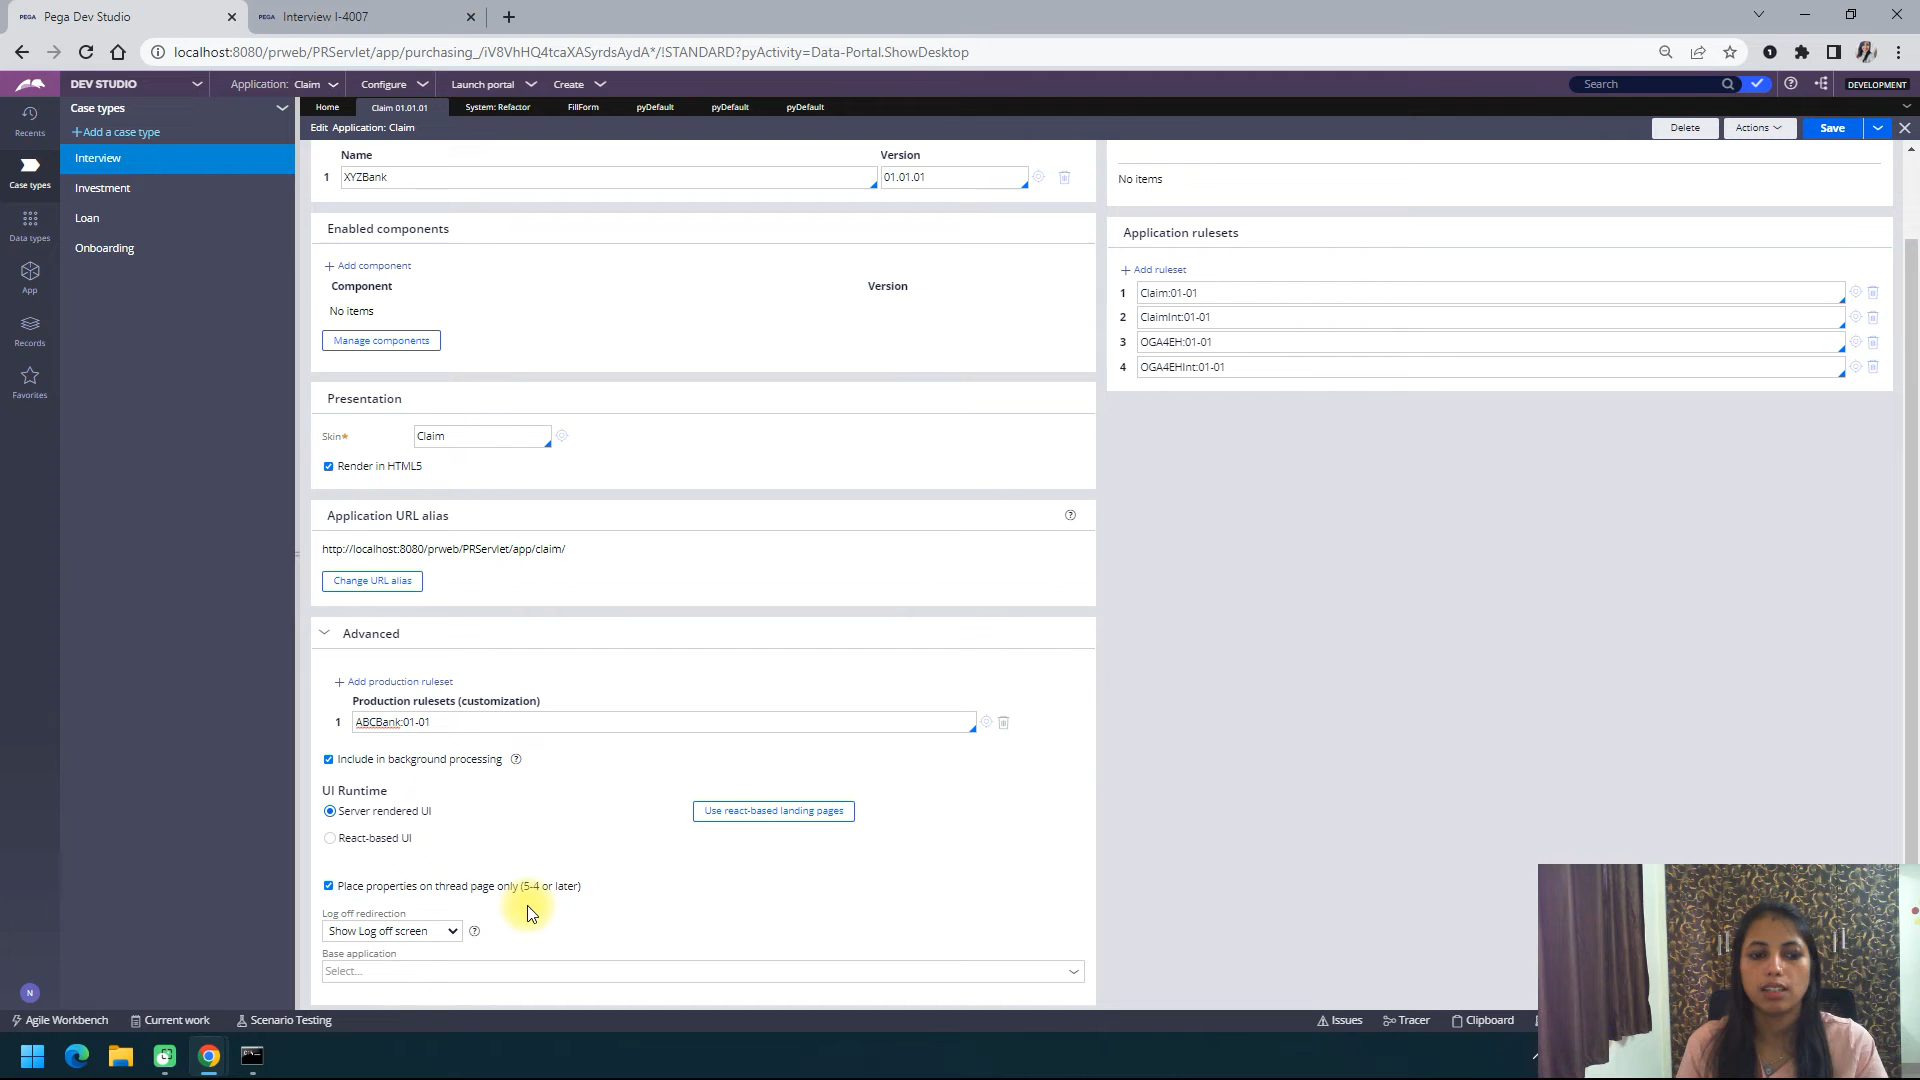 PEGA Pega Dev Studio
PEGA Interview I-4007
localhost:8080/prweb/PRServlet/app/purchasing_/iV8VhHQ4tcaXASyrdsAydA*/!STANDARD?pyActivity=Data-Portal.ShowDesktop
DEV STUDIO
Application: Claim
Configure
Launch portal
Create
Search
DEVELOPMENT
Recents
Case types
Data types
App
Records
Favorites
N
Case types
+Add a case type
Interview
Investment
Loan
Onboarding
Home
Claim 01.01.01
System: Refactor
FillForm
pyDefault
pyDefault
pyDefault
Edit Application: Claim
Delete
Actions
Save
Name Version
1 XYZBank 01.01.01
Enabled components
+ Add component
Component Version
No items
Manage components
Presentation
Skin* Claim
Render in HTML5
Application URL alias
http://localhost:8080/prweb/PRServlet/app/claim/
Change URL alias
Advanced
+ Add production ruleset
Production rulesets (customization)
1 ABCBank:01-01
Include in background processing
UI Runtime
Server rendered UI
Use react-based landing pages
React-based UI
Place properties on thread page only (5-4 or later)
Log off redirection
Show Log off screen
Base application
Select...
No items
Application rulesets
+ Add ruleset
1 Claim:01-01
2 ClaimInt:01-01
3 OGA4EH:01-01
4 OGA4EHInt:01-01
Agile Workbench
Current work
Scenario Testing
Issues
Tracer
Clipboard